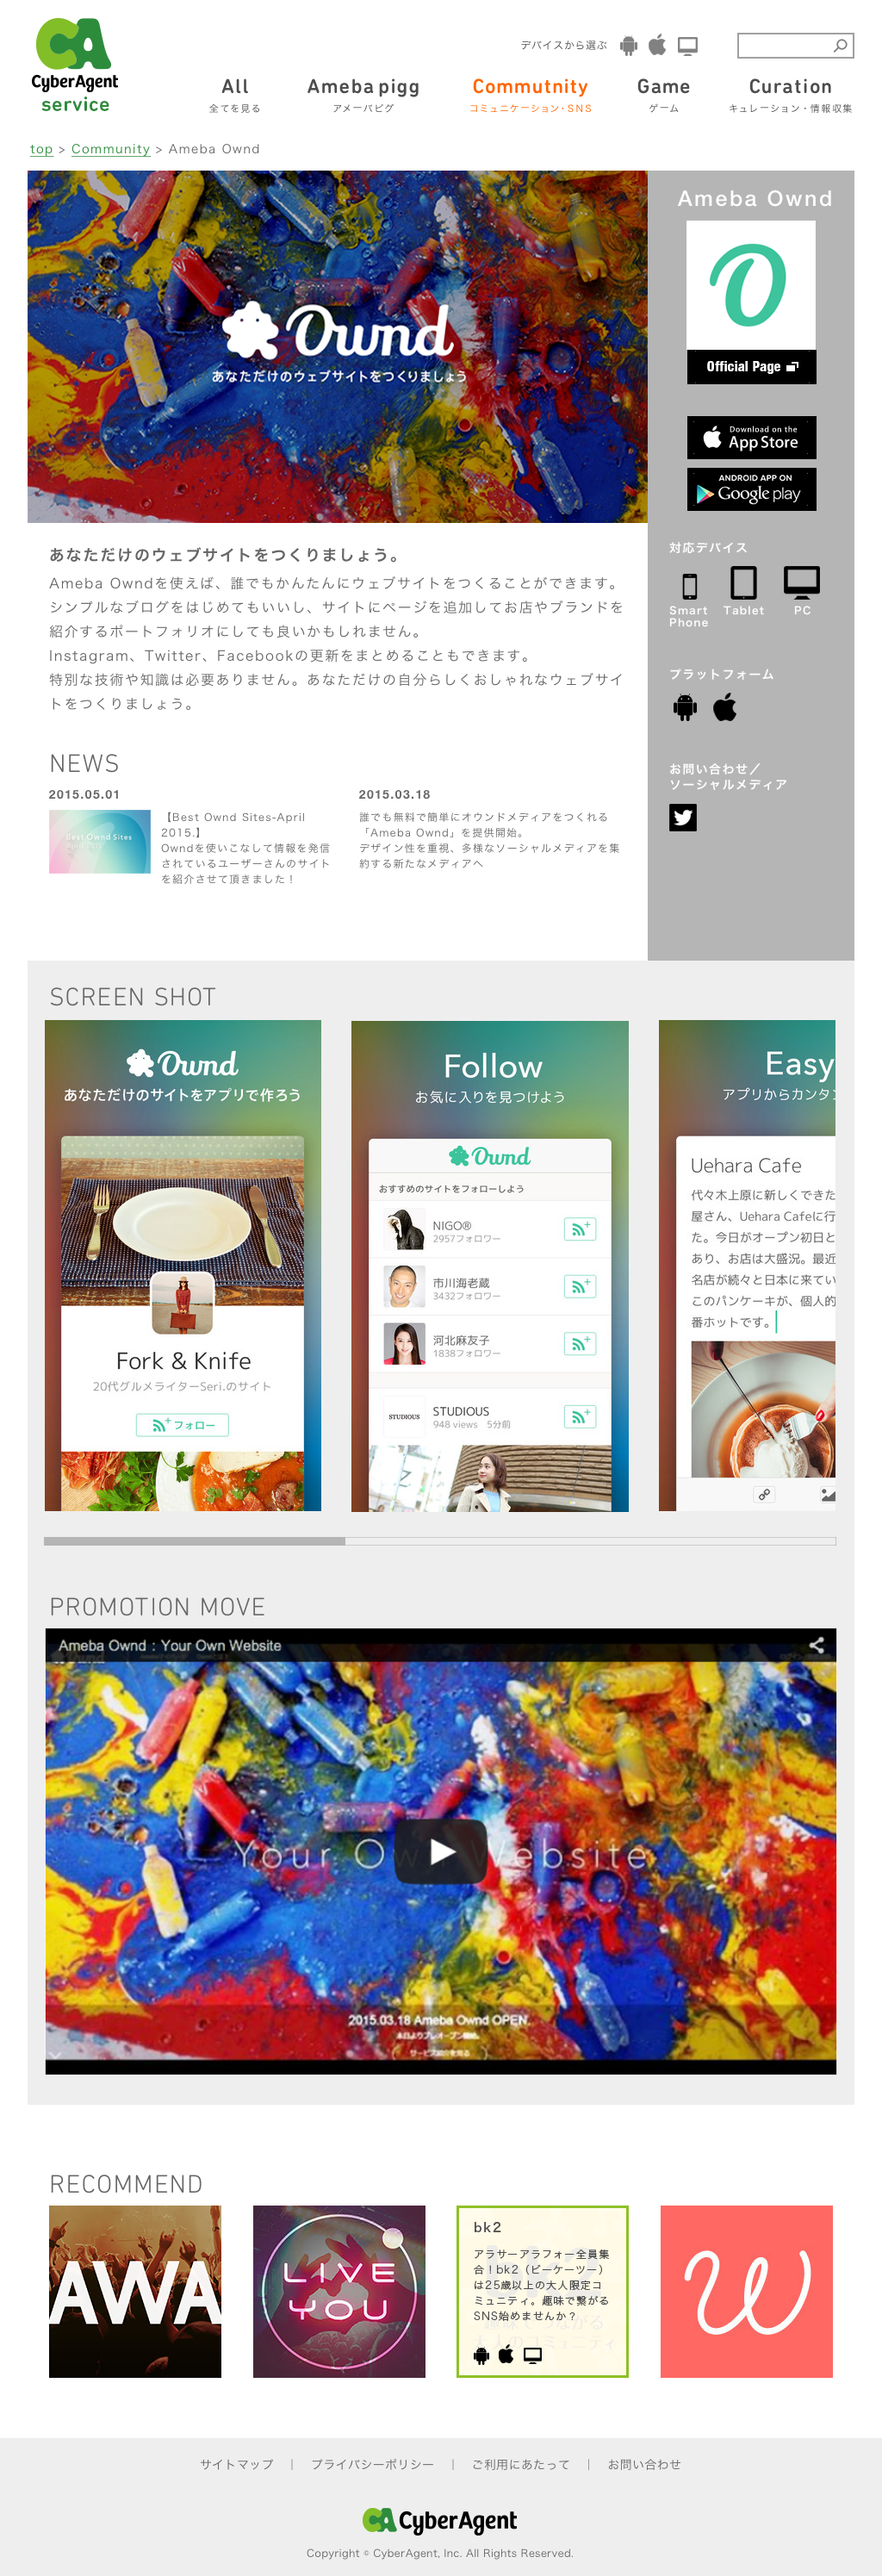 CyberAgent
service
デバイスから選ぶ
All
全てを見る
Ameba pigg
アメーバピグ
Commutnity
コミュニケーション・SNS
Game
ゲーム
Curation
キュレーション・情報収集
top > Community > Ameba Ownd
Ownd
あなただけのウェブサイトをつくりましょう
Ameba Ownd
O
Official Page
Download on the
App Store
ANDROID APP ON
Google play
対応デバイス
Smart
Phone
Tablet
PC
プラットフォーム
お問い合わせ／
ソーシャルメディア
あなただけのウェブサイトをつくりましょう。
Ameba Owndを使えば、誰でもかんたんにウェブサイトをつくることができます。
シンプルなブログをはじめてもいいし、サイトにページを追加してお店やブランドを
紹介するポートフォリオにしても良いかもしれません。
Instagram、Twitter、Facebookの更新をまとめることもできます。
特別な技術や知識は必要ありません。あなただけの自分らしくおしゃれなウェブサイ
トをつくりましょう。
NEWS
2015.05.01
Best Ownd Sites
【Best Ownd Sites-April
2015.】
Owndを使いこなして情報を発信
されているユーザーさんのサイト
を紹介させて頂きました！
2015.03.18
誰でも無料で簡単にオウンドメディアをつくれる
「Ameba Ownd」を提供開始。
デザイン性を重視、多様なソーシャルメディアを集
約する新たなメディアへ
SCREEN SHOT
Ownd
あなただけのサイトをアプリで作ろう
Fork & Knife
20代グルメライターSeri.のサイト
フォロー
Follow
お気に入りを見つけよう
Ownd
おすすめのサイトをフォローしよう
NIGO®
2957フォロワー
市川海老蔵
3432フォロワー
河北麻友子
1838フォロワー
STUDIOUS
STUDIOUS
948 views 5分前
Easy
アプリからカンタン
Uehara Cafe
代々木上原に新しくできた
屋さん、Uehara Cafeに行
た。今日がオープン初日と
あり、お店は大盛況。最近
名店が続々と日本に来てい
このパンケーキが、個人的
番ホットです。
PROMOTION MOVE
Ameba Ownd : Your Own Website
Your Own Website
2015.03.18 Ameba Ownd OPEN.
本日よりプレオープン開始。
サービス紹介を見る
RECOMMEND
AWA
LIVE
YOU
bk2
アラサーアラフォー全員集
合！bk2（ビーケーツー）
は25歳以上の大人限定コ
ミュニティ。趣味で繋がる
SNS始めませんか？
W
サイトマップ ｜ プライバシーポリシー ｜ ご利用にあたって ｜ お問い合わせ
CyberAgent
Copyright © CyberAgent, Inc. All Rights Reserved.